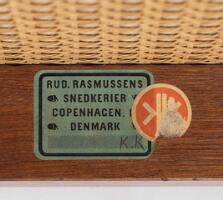 RUD. RASMUSSENS
SNEDKERIER
COPENHAGEN.
DENMARK
K.K